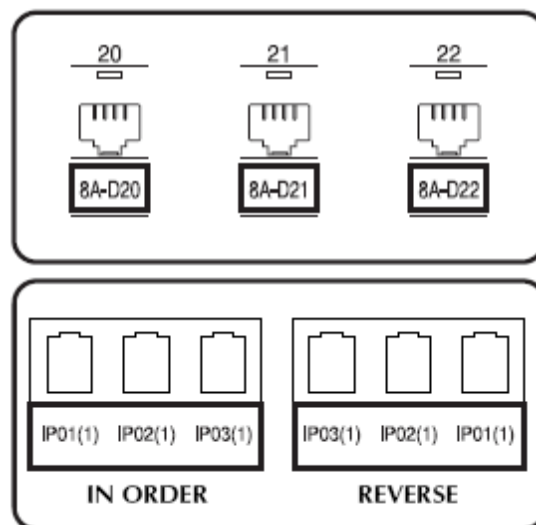 20 21 22
8A-D20 8A-D21 8A-D22
IP01(1) IP02(1) IP03(1) IP03(1) IP02(1) IP01(1)
IN ORDER REVERSE